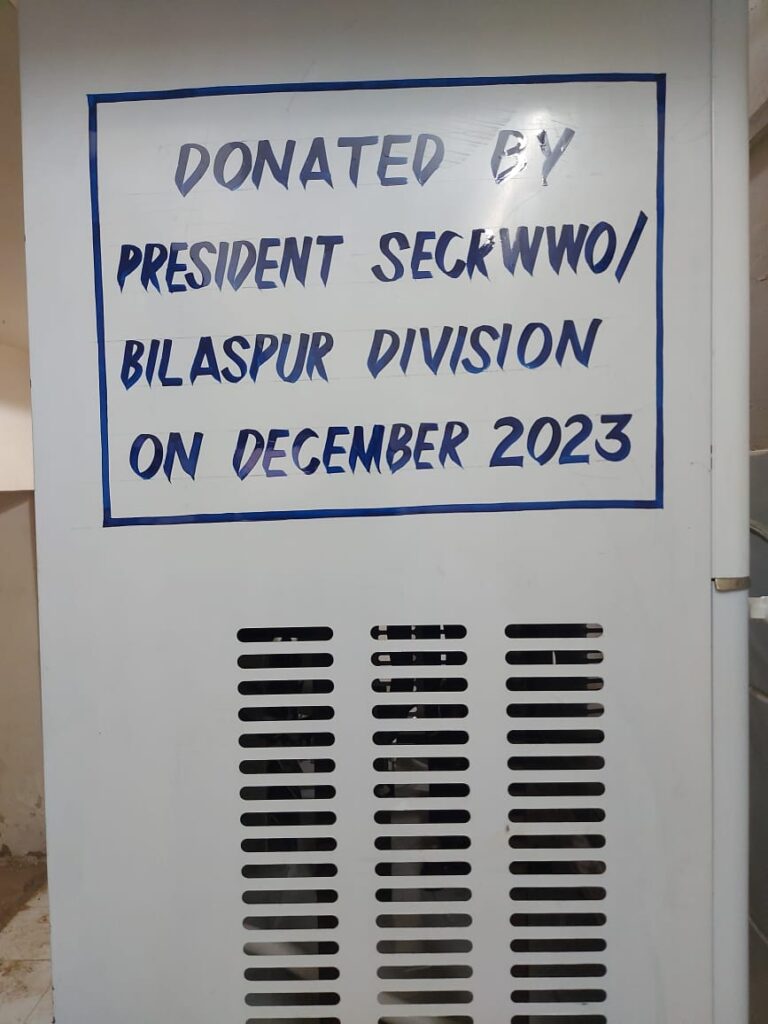 DONATED BY
PRESIDENT SECRWWO/
BILASPUR DIVISION
ON DECEMBER 2023